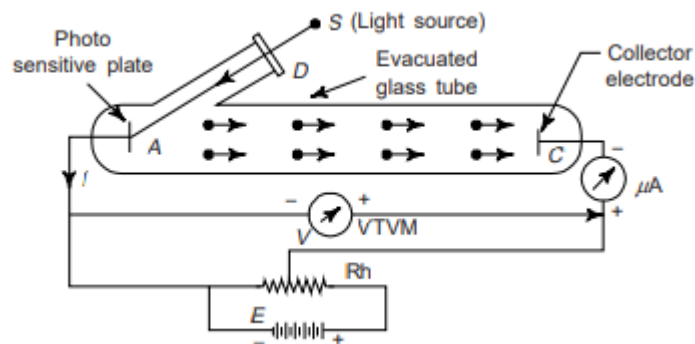 S (Light source)
Photo
sensitive plate
D
Evacuated
glass tube
Collector
electrode
A
C
−
I
μA
− +
+
V
VTVM
Rh
E
− +